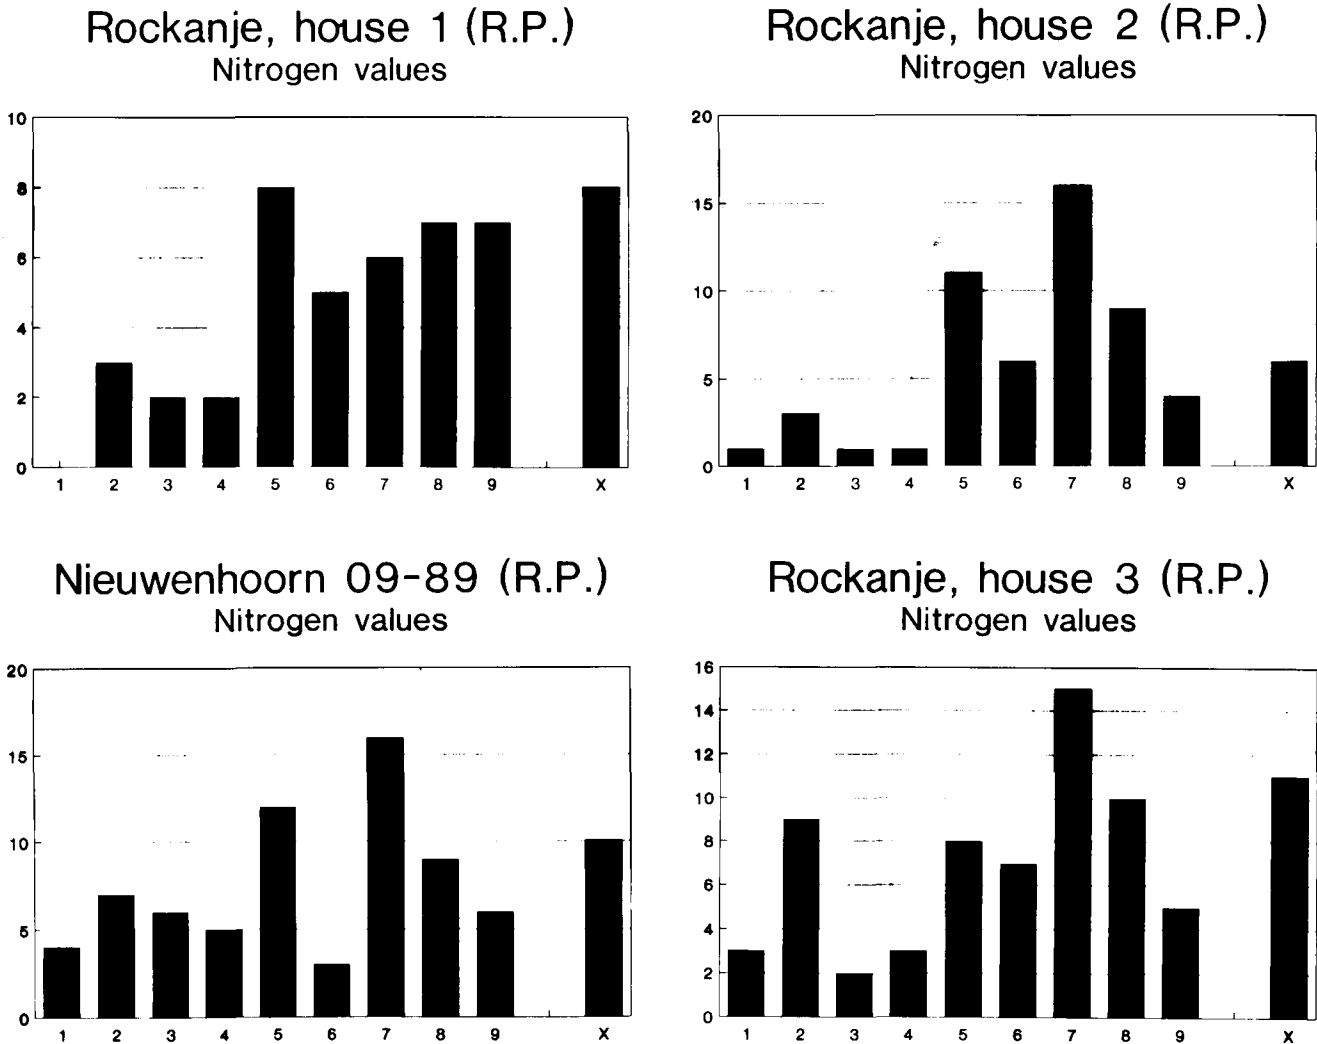 Rockanje, house 1 (R.P.)
Nitrogen values
10
8
6
4
2
0
1 2 3 4 5 6 7 8 9 X
Rockanje, house 2 (R.P.)
Nitrogen values
20
15
10
5
0
1 2 3 4 5 6 7 8 9 X
Nieuwenhoorn 09-89 (R.P.)
Nitrogen values
20
15
10
5
0
1 2 3 4 5 6 7 8 9 X
Rockanje, house 3 (R.P.)
Nitrogen values
16
14
12
10
8
6
4
2
0
1 2 3 4 5 6 7 8 9 X